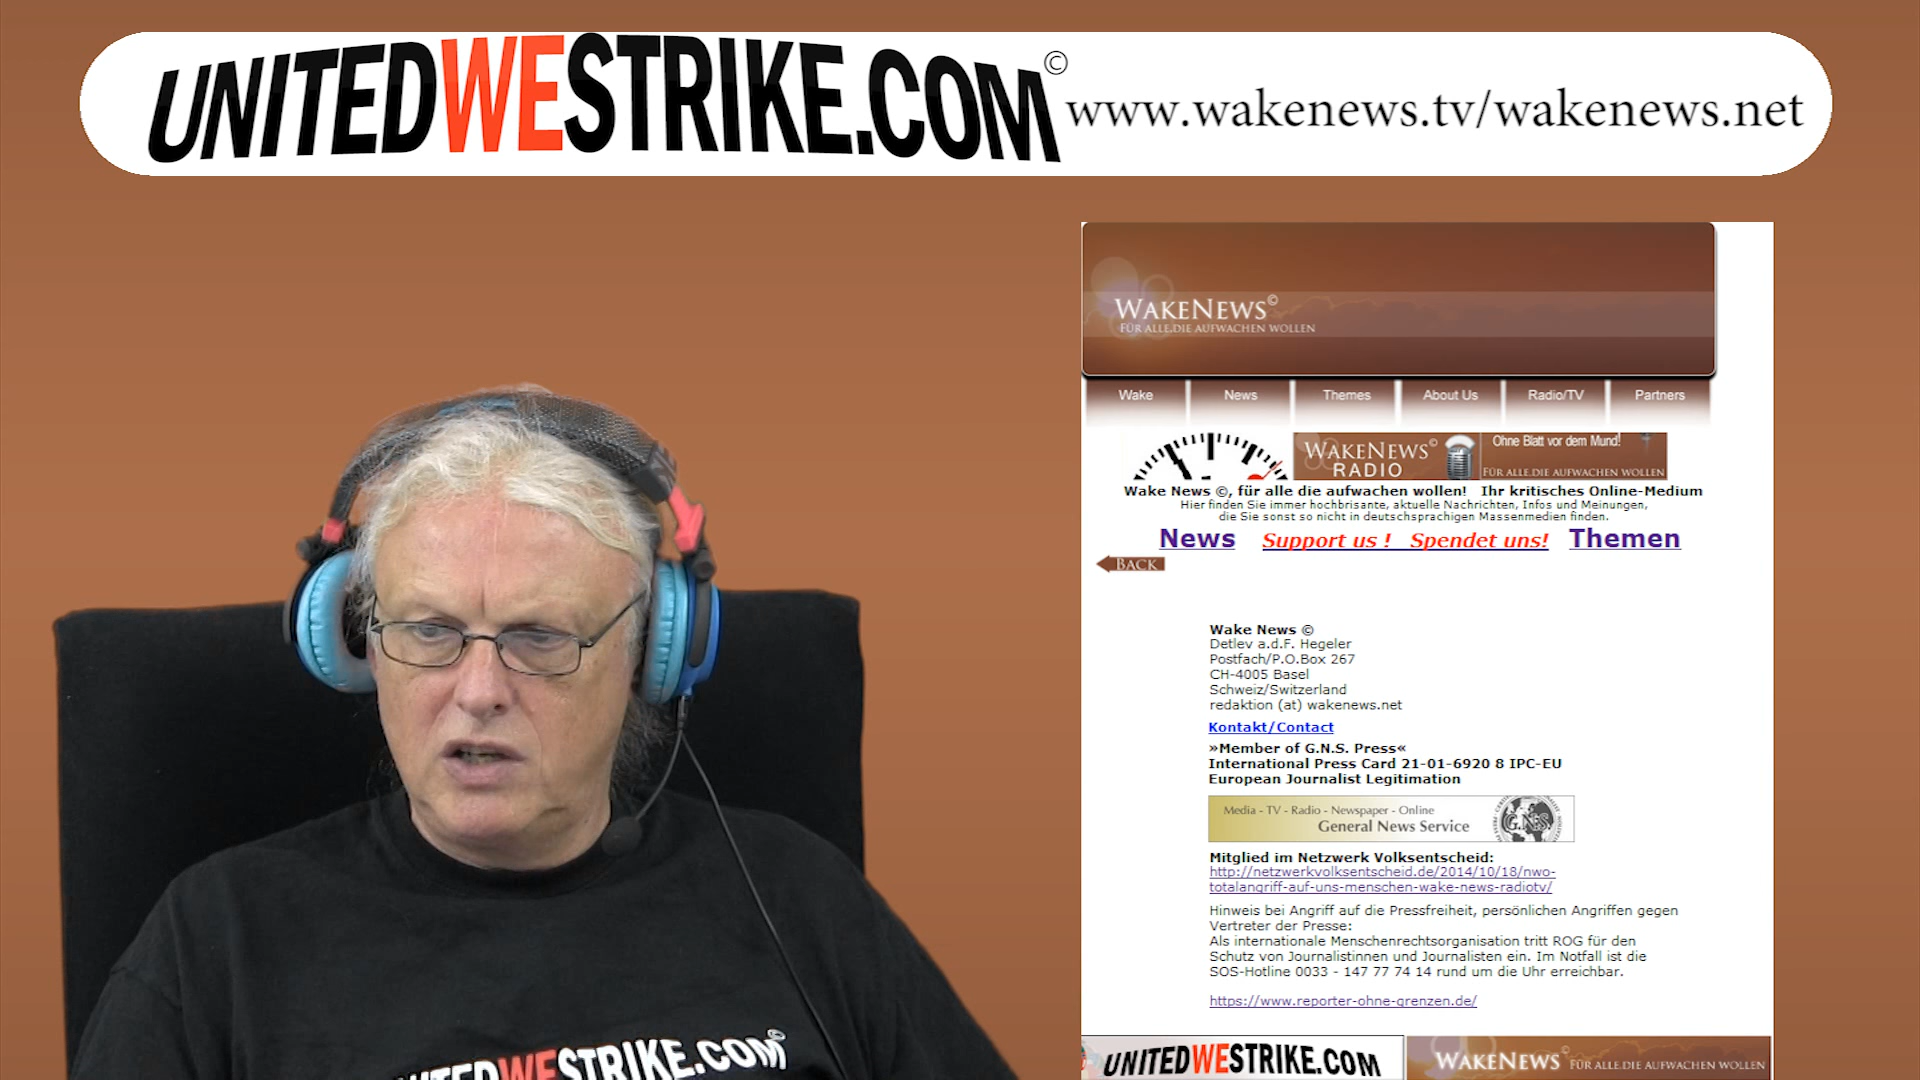 UNITEDWESTRIKE.COM© www.wakenews.tv/wakenews.net
WAKENEWS©
FÜR ALLE.DIE AUFWACHEN WOLLEN
Wake News Themes About Us Radio/TV Partners
WAKENEWS© RADIO
Ohne Blatt vor dem Mund!
FÜR ALLE.DIE AUFWACHEN WOLLEN
Wake News ©, für alle die aufwachen wollen! Ihr kritisches Online-Medium
Hier finden Sie immer hochbrisante, aktuelle Nachrichten, Infos und Meinungen,
die Sie sonst so nicht in deutschsprachigen Massenmedien finden.
News Support us ! Spendet uns! Themen
BACK
Wake News ©
Detlev a.d.F. Hegeler
Postfach/P.O.Box 267
CH-4005 Basel
Schweiz/Switzerland
redaktion (at) wakenews.net
Kontakt/Contact
»Member of G.N.S. Press«
International Press Card 21-01-6920 8 IPC-EU
European Journalist Legitimation
Media - TV - Radio - Newspaper - Online
General News Service
G.N.S.
Mitglied im Netzwerk Volksentscheid:
http://netzwerkvolksentscheid.de/2014/10/18/nwo-
totalangriff-auf-uns-menschen-wake-news-radiotv/
Hinweis bei Angriff auf die Pressfreiheit, persönlichen Angriffen gegen
Vertreter der Presse:
Als internationale Menschenrechtsorganisation tritt ROG für den
Schutz von Journalistinnen und Journalisten ein. Im Notfall ist die
SOS-Hotline 0033 - 147 77 74 14 rund um die Uhr erreichbar.
https://www.reporter-ohne-grenzen.de/
UNITEDWESTRIKE.COM
WAKENEWS© FÜR ALLE.DIE AUFWACHEN WOLLEN
UNITEDWESTRIKE.COM©